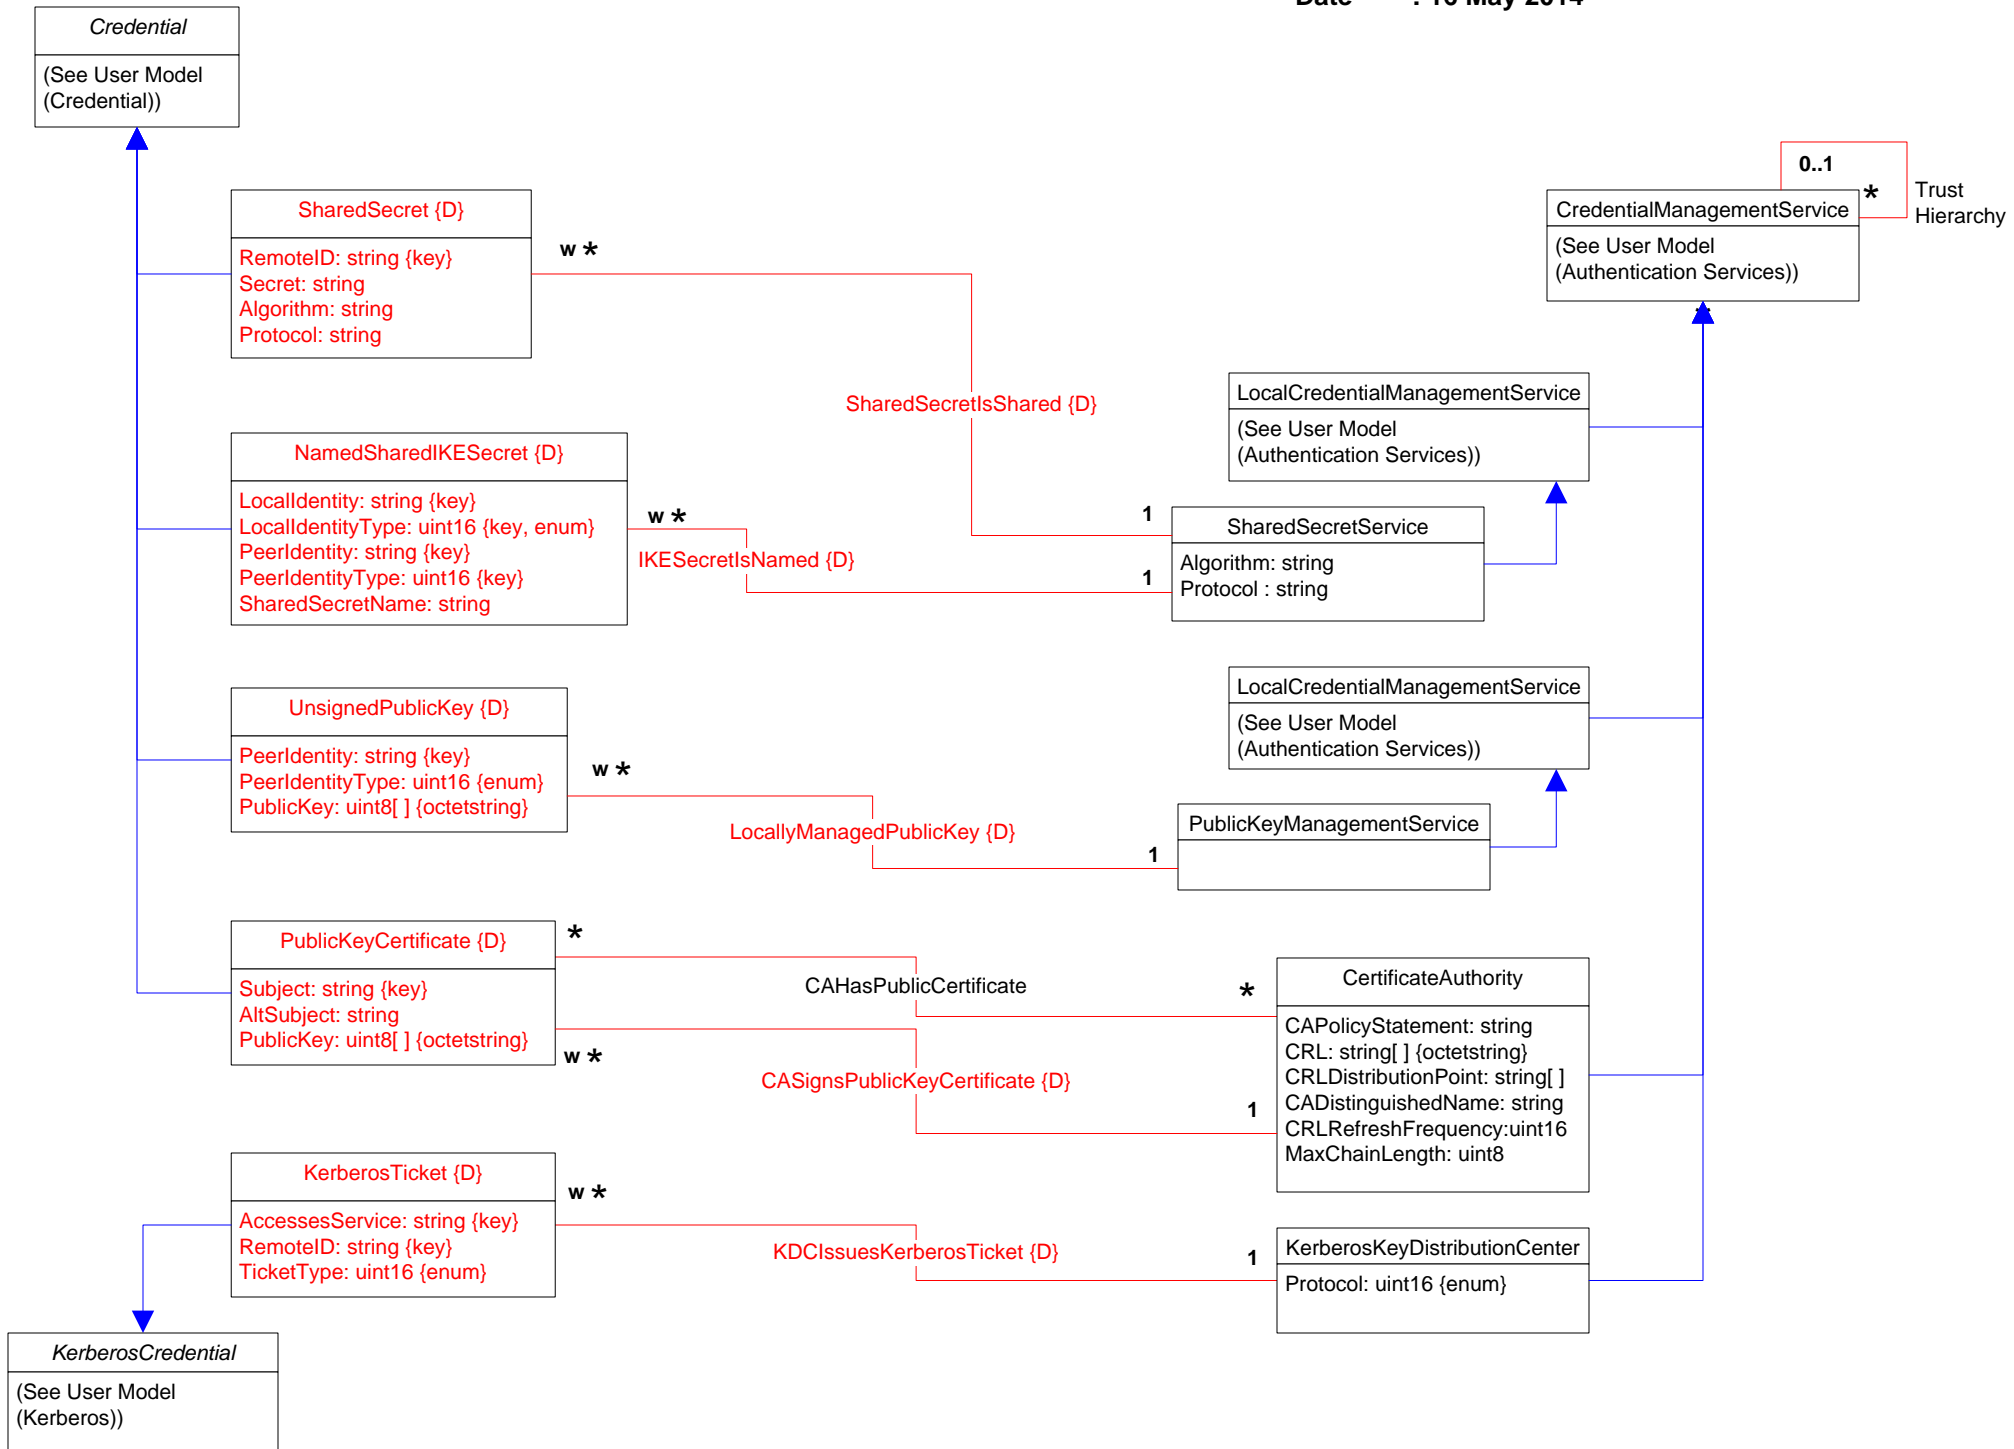 Date : 16 May 2014
Credential
(See User Model
(Credential))
SharedSecret {D}
RemoteID: string {key}
Secret: string
Algorithm: string
Protocol: string
w *
SharedSecretIsShared {D}
0..1
*
Trust
Hierarchy
CredentialManagementService
(See User Model
(Authentication Services))
*
LocalCredentialManagementService
(See User Model
(Authentication Services))
NamedSharedIKESecret {D}
LocalIdentity: string {key}
LocalIdentityType: uint16 {key, enum}
PeerIdentity: string {key}
PeerIdentityType: uint16 {key}
SharedSecretName: string
w *
IKESecretIsNamed {D}
1
1
SharedSecretService
Algorithm: string
Protocol : string
UnsignedPublicKey {D}
PeerIdentity: string {key}
PeerIdentityType: uint16 {enum}
PublicKey: uint8[ ] {octetstring}
w *
LocallyManagedPublicKey {D}
1
LocalCredentialManagementService
(See User Model
(Authentication Services))
PublicKeyManagementService
PublicKeyCertificate {D}
Subject: string {key}
AltSubject: string
PublicKey: uint8[ ] {octetstring}
*
CAHasPublicCertificate
*
w *
CASignsPublicKeyCertificate {D}
1
CertificateAuthority
CAPolicyStatement: string
CRL: string[ ] {octetstring}
CRLDistributionPoint: string[ ]
CADistinguishedName: string
CRLRefreshFrequency:uint16
MaxChainLength: uint8
KerberosTicket {D}
AccessesService: string {key}
RemoteID: string {key}
TicketType: uint16 {enum}
w *
KDCIssuesKerberosTicket {D}
1
KerberosKeyDistributionCenter
Protocol: uint16 {enum}
KerberosCredential
(See User Model
(Kerberos))